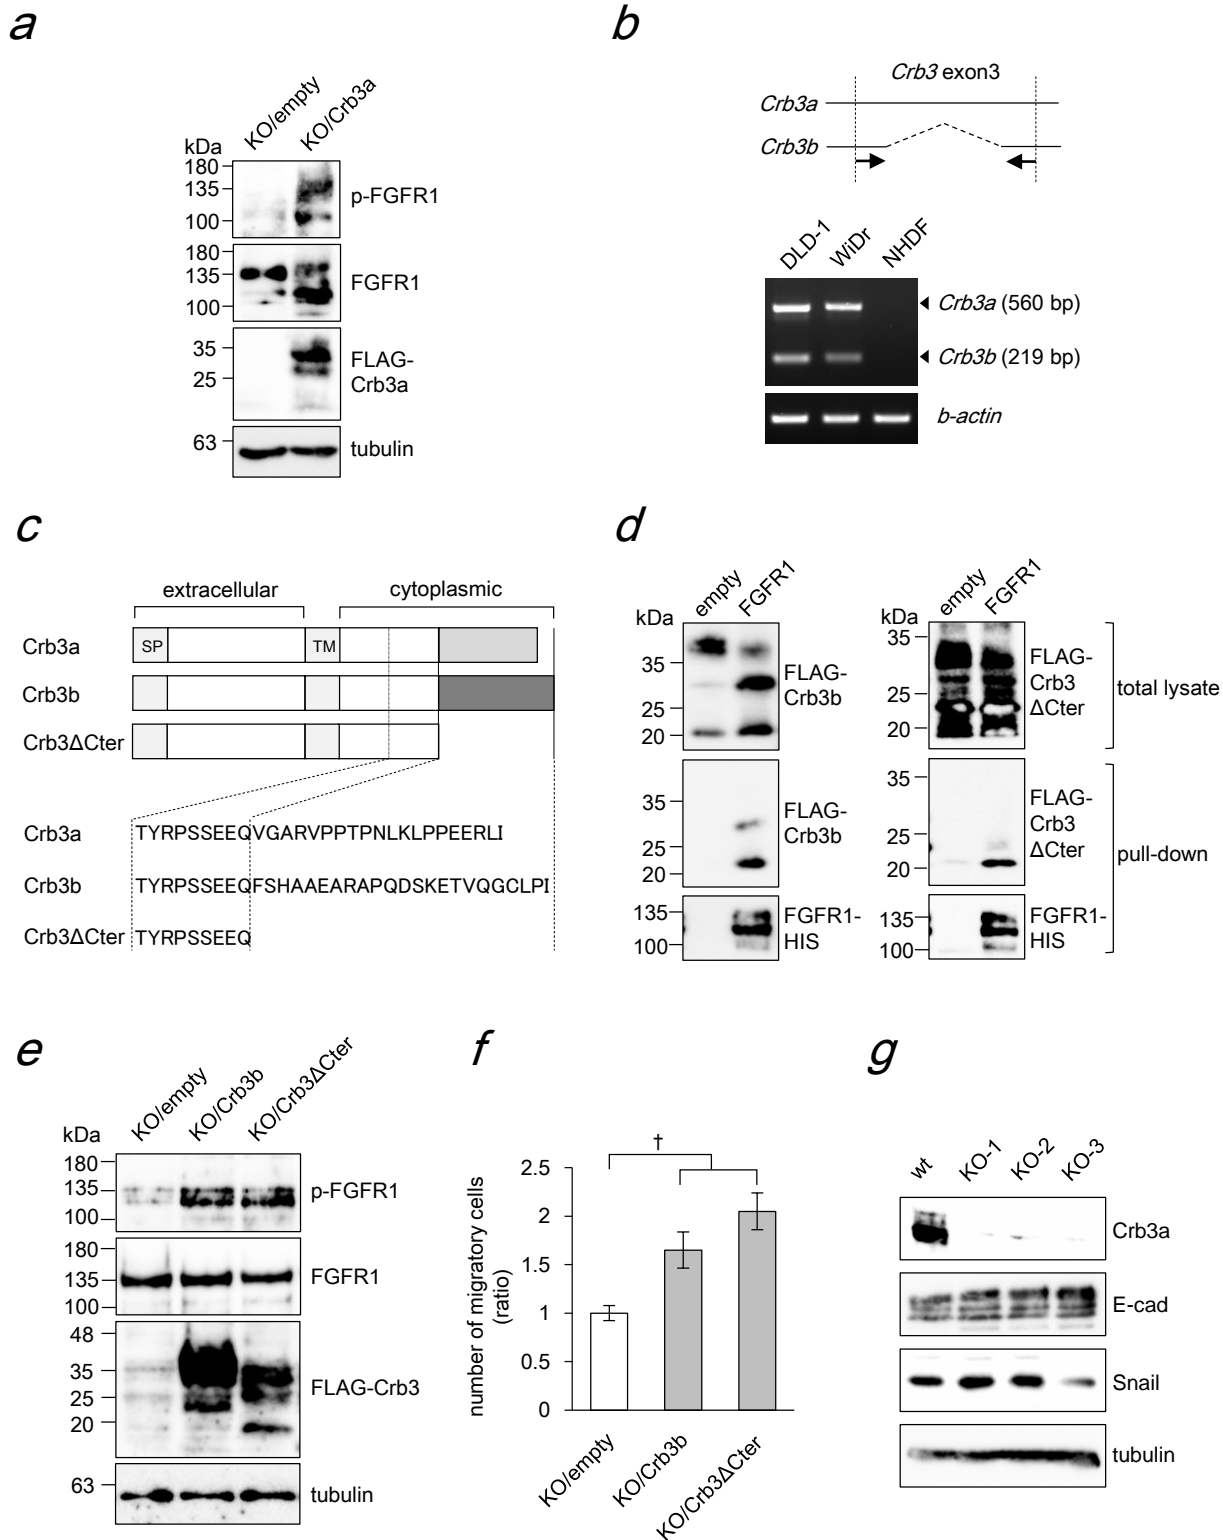 a
KO/empty
KO/Crb3a
kDa
180
135
100
p-FGFR1
180
135
100
FGFR1
35
25
FLAG-
Crb3a
63
tubulin
b
Crb3 exon3
Crb3a
Crb3b
DLD-1
WiDr
NHDF
Crb3a (560 bp)
Crb3b (219 bp)
b-actin
c
extracellular
cytoplasmic
Crb3a
SP
TM
Crb3b
Crb3ΔCter
Crb3a
TYRPSSEEQVGARVPPTPNLKLPPEERLI
Crb3b
TYRPSSEEQFSHAAEARAPQDSKETVQGCLPI
Crb3ΔCter
TYRPSSEEQ
d
empty
FGFR1
kDa
35
25
20
FLAG-
Crb3b
35
25
20
FLAG-
Crb3b
135
100
FGFR1-
HIS
empty
FGFR1
35
25
20
FLAG-
Crb3
ΔCter
total lysate
35
25
20
FLAG-
Crb3
ΔCter
pull-down
135
100
FGFR1-
HIS
e
KO/empty
KO/Crb3b
KO/Crb3ΔCter
kDa
180
135
100
p-FGFR1
180
135
100
FGFR1
48
35
25
20
FLAG-Crb3
63
tubulin
f
†
number of migratory cells
(ratio)
2.5
2
1.5
1
0.5
0
KO/empty
KO/Crb3b
KO/Crb3ΔCter
g
wt
KO-1
KO-2
KO-3
Crb3a
E-cad
Snail
tubulin